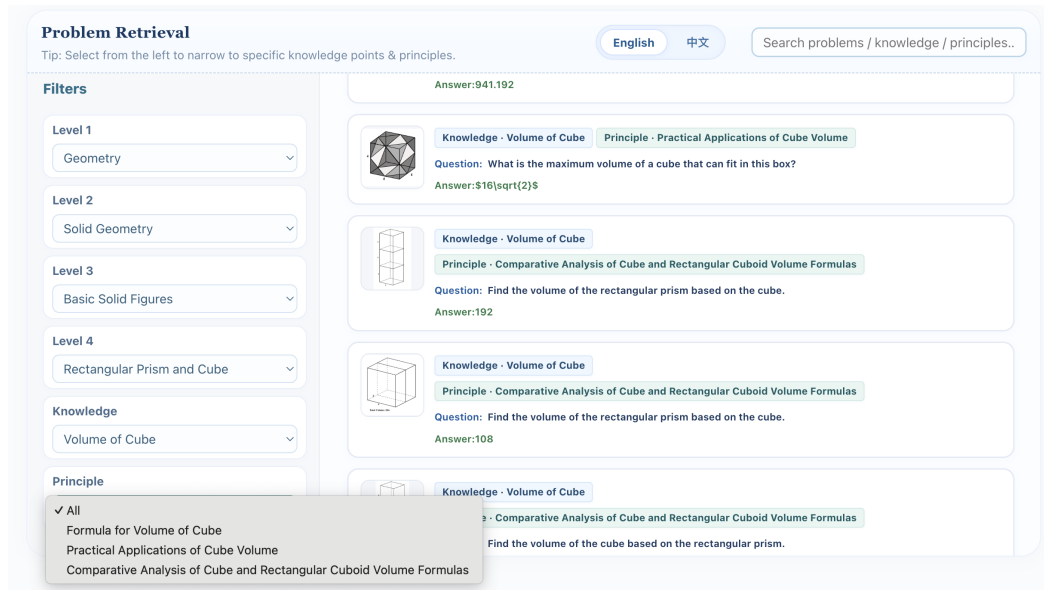 Problem Retrieval
Tip: Select from the left to narrow to specific knowledge points & principles.
English 中文
Search problems / knowledge / principles..
Filters
Level 1
Geometry
Level 2
Solid Geometry
Level 3
Basic Solid Figures
Level 4
Rectangular Prism and Cube
Knowledge
Volume of Cube
Principle
✓ All
Formula for Volume of Cube
Practical Applications of Cube Volume
Comparative Analysis of Cube and Rectangular Cuboid Volume Formulas
Answer:941.192
Knowledge · Volume of Cube Principle · Practical Applications of Cube Volume
Question: What is the maximum volume of a cube that can fit in this box?
Answer:$16\sqrt{2}$
Knowledge · Volume of Cube
Principle · Comparative Analysis of Cube and Rectangular Cuboid Volume Formulas
Question: Find the volume of the rectangular prism based on the cube.
Answer:192
Knowledge · Volume of Cube
Principle · Comparative Analysis of Cube and Rectangular Cuboid Volume Formulas
Question: Find the volume of the rectangular prism based on the cube.
Answer:108
Knowledge · Volume of Cube
· Comparative Analysis of Cube and Rectangular Cuboid Volume Formulas
Find the volume of the cube based on the rectangular prism.